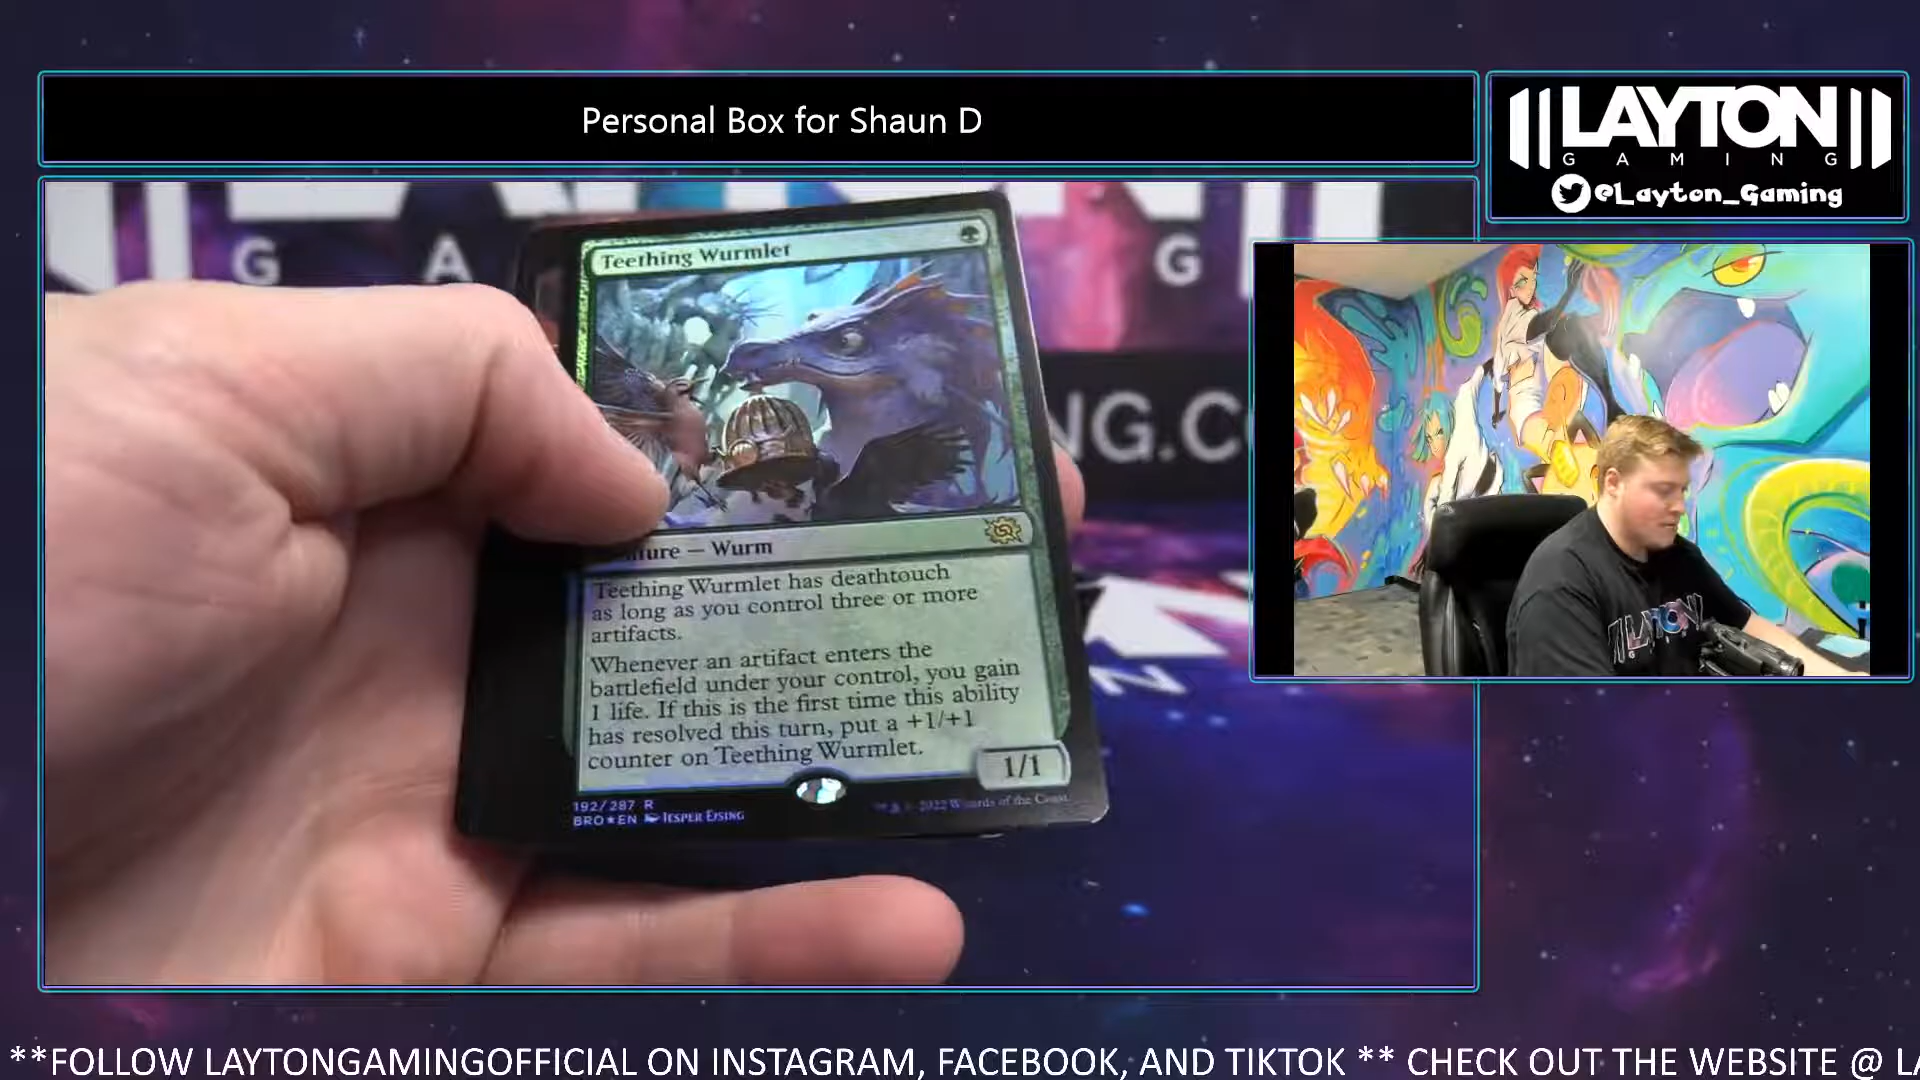 Personal Box for Shaun D
LAYTON
GAMING
@Layton_Gaming
G A G
NG.C
Teething Wurmlet
ture — Wurm
Teething Wurmlet has deathtouch
as long as you control three or more
artifacts.
Whenever an artifact enters the
battlefield under your control, you gain
1 life. If this is the first time this ability
has resolved this turn, put a +1/+1
counter on Teething Wurmlet.
1/1
192/287 R
BRO★EN JESPER EJSING
2022 Wizards of the Coast
LAYTON
**FOLLOW LAYTONGAMINGOFFICIAL ON INSTAGRAM, FACEBOOK, AND TIKTOK ** CHECK OUT THE WEBSITE @ LA